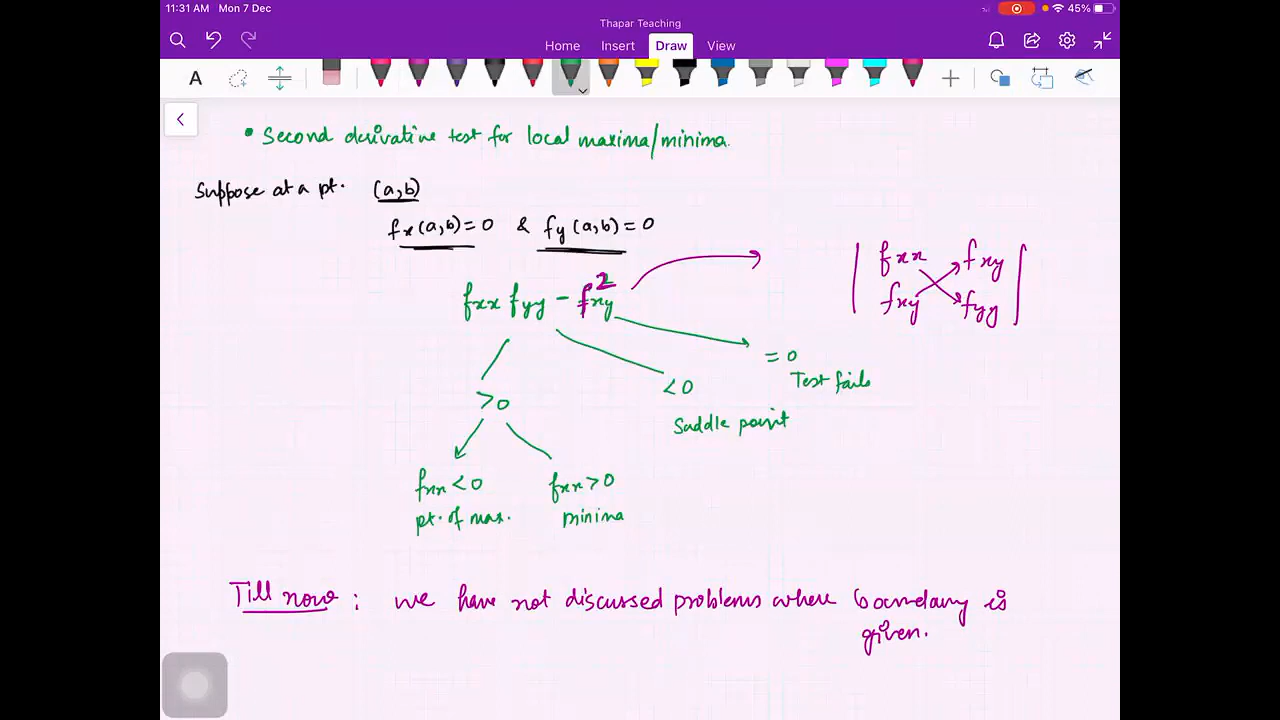 11:31 AM Mon 7 Dec
45%
Thapar Teaching
Home Insert Draw View
A
• Second derivative test for local maxima/minima.
Suppose at a pt. (a,b)
fx(a,b)=0 & fy(a,b)=0
| fxx fxy |
| fxy fyy |
fxx fyy - f²xy
= 0
Test fails
< 0
Saddle point
> 0
fxx < 0 fxx > 0
pt. of max. minima
Till now : we have not discussed problems where boundary is
given.